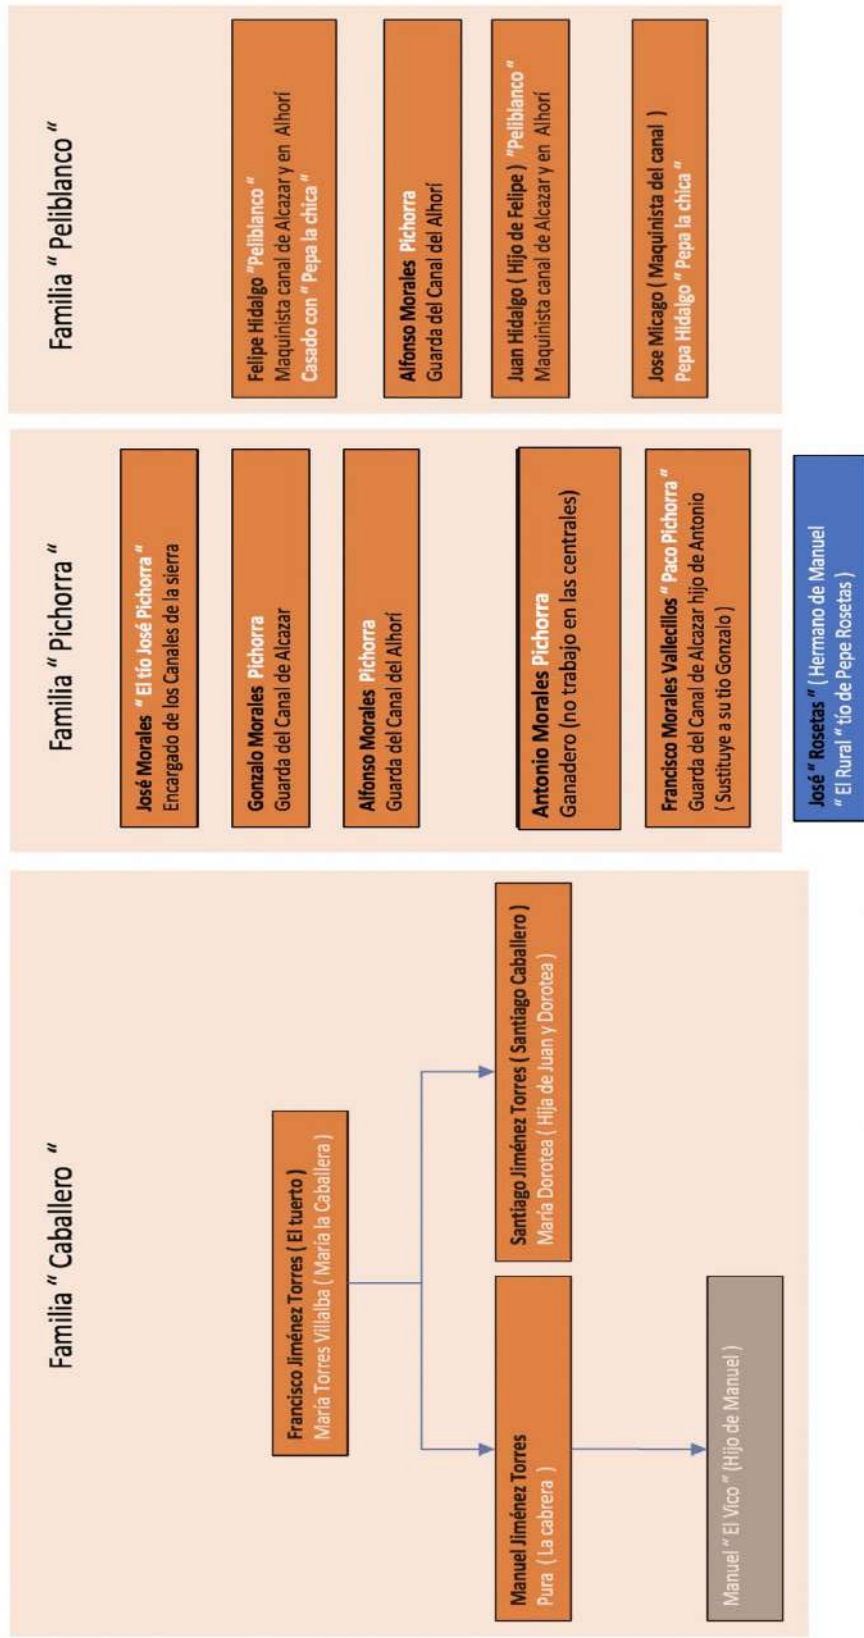 Familia " Caballero "
Francisco Jiménez Torres ( El tuerto )
María Torres Villalba ( María la Caballera )
Manuel Jiménez Torres
Pura ( La cabrera )
Santiago Jiménez Torres ( Santiago Caballero )
María Dorotea ( Hija de Juan y Dorotea )
Manuel " El Vico " (Hijo de Manuel )
Familia " Pichorra "
José Morales " El tío José Pichorra "
Encargado de los Canales de la sierra
Gonzalo Morales Pichorra
Guarda del Canal de Alcazar
Alfonso Morales Pichorra
Guarda del Canal del Alhorí
Antonio Morales Pichorra
Ganadero (no trabajo en las centrales)
Francisco Morales Vallecillos " Paco Pichorra "
Guarda del Canal de Alcazar hijo de Antonio
( Sustituye a su tio Gonzalo )
José " Rosetas " ( Hermano de Manuel
" El Rural " tío de Pepe Rosetas )
Familia " Peliblanco "
Felipe Hidalgo "Peliblanco "
Maquinista canal de Alcazar y en Alhorí
Casado con " Pepa la chica "
Alfonso Morales Pichorra
Guarda del Canal del Alhorí
Juan Hidalgo ( Hijo de Felipe ) "Peliblanco "
Maquinista canal de Alcazar y en Alhorí
Jose Micago ( Maquinista del canal )
Pepa Hidalgo " Pepa la chica "